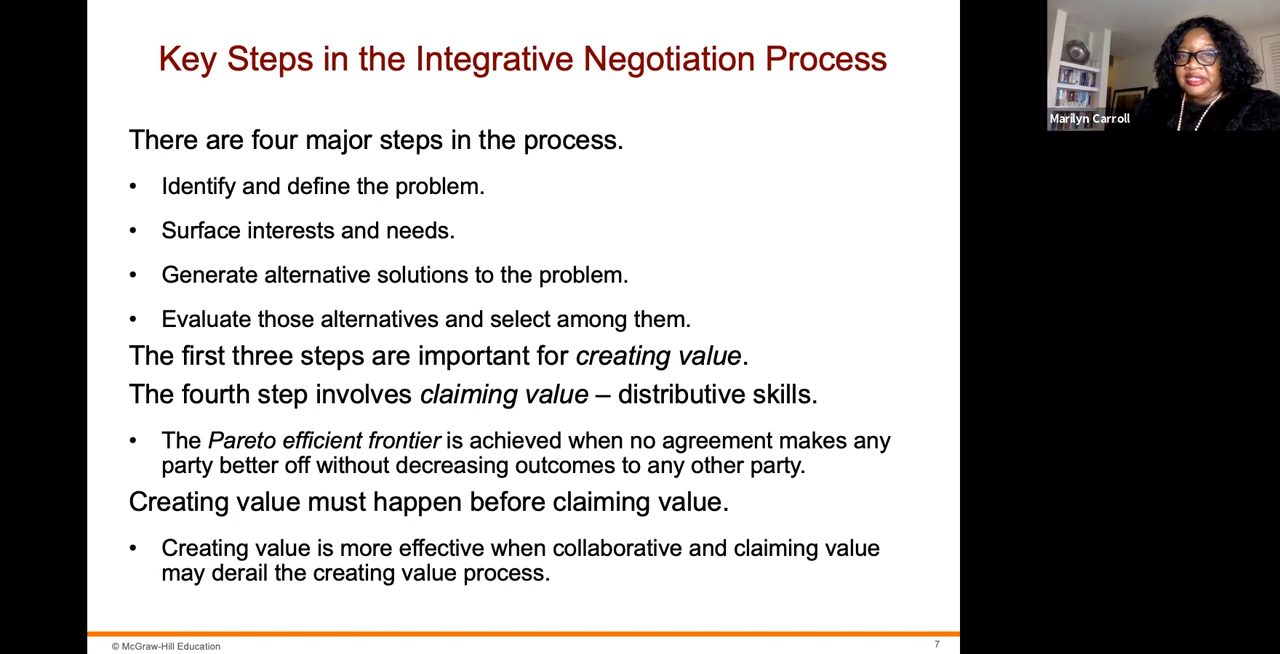 Key Steps in the Integrative Negotiation Process
Marilyn Carroll
There are four major steps in the process.
• Identify and define the problem.
• Surface interests and needs.
• Generate alternative solutions to the problem.
• Evaluate those alternatives and select among them.
The first three steps are important for creating value.
The fourth step involves claiming value – distributive skills.
• The Pareto efficient frontier is achieved when no agreement makes any
party better off without decreasing outcomes to any other party.
Creating value must happen before claiming value.
• Creating value is more effective when collaborative and claiming value
may derail the creating value process.
© McGraw-Hill Education
7